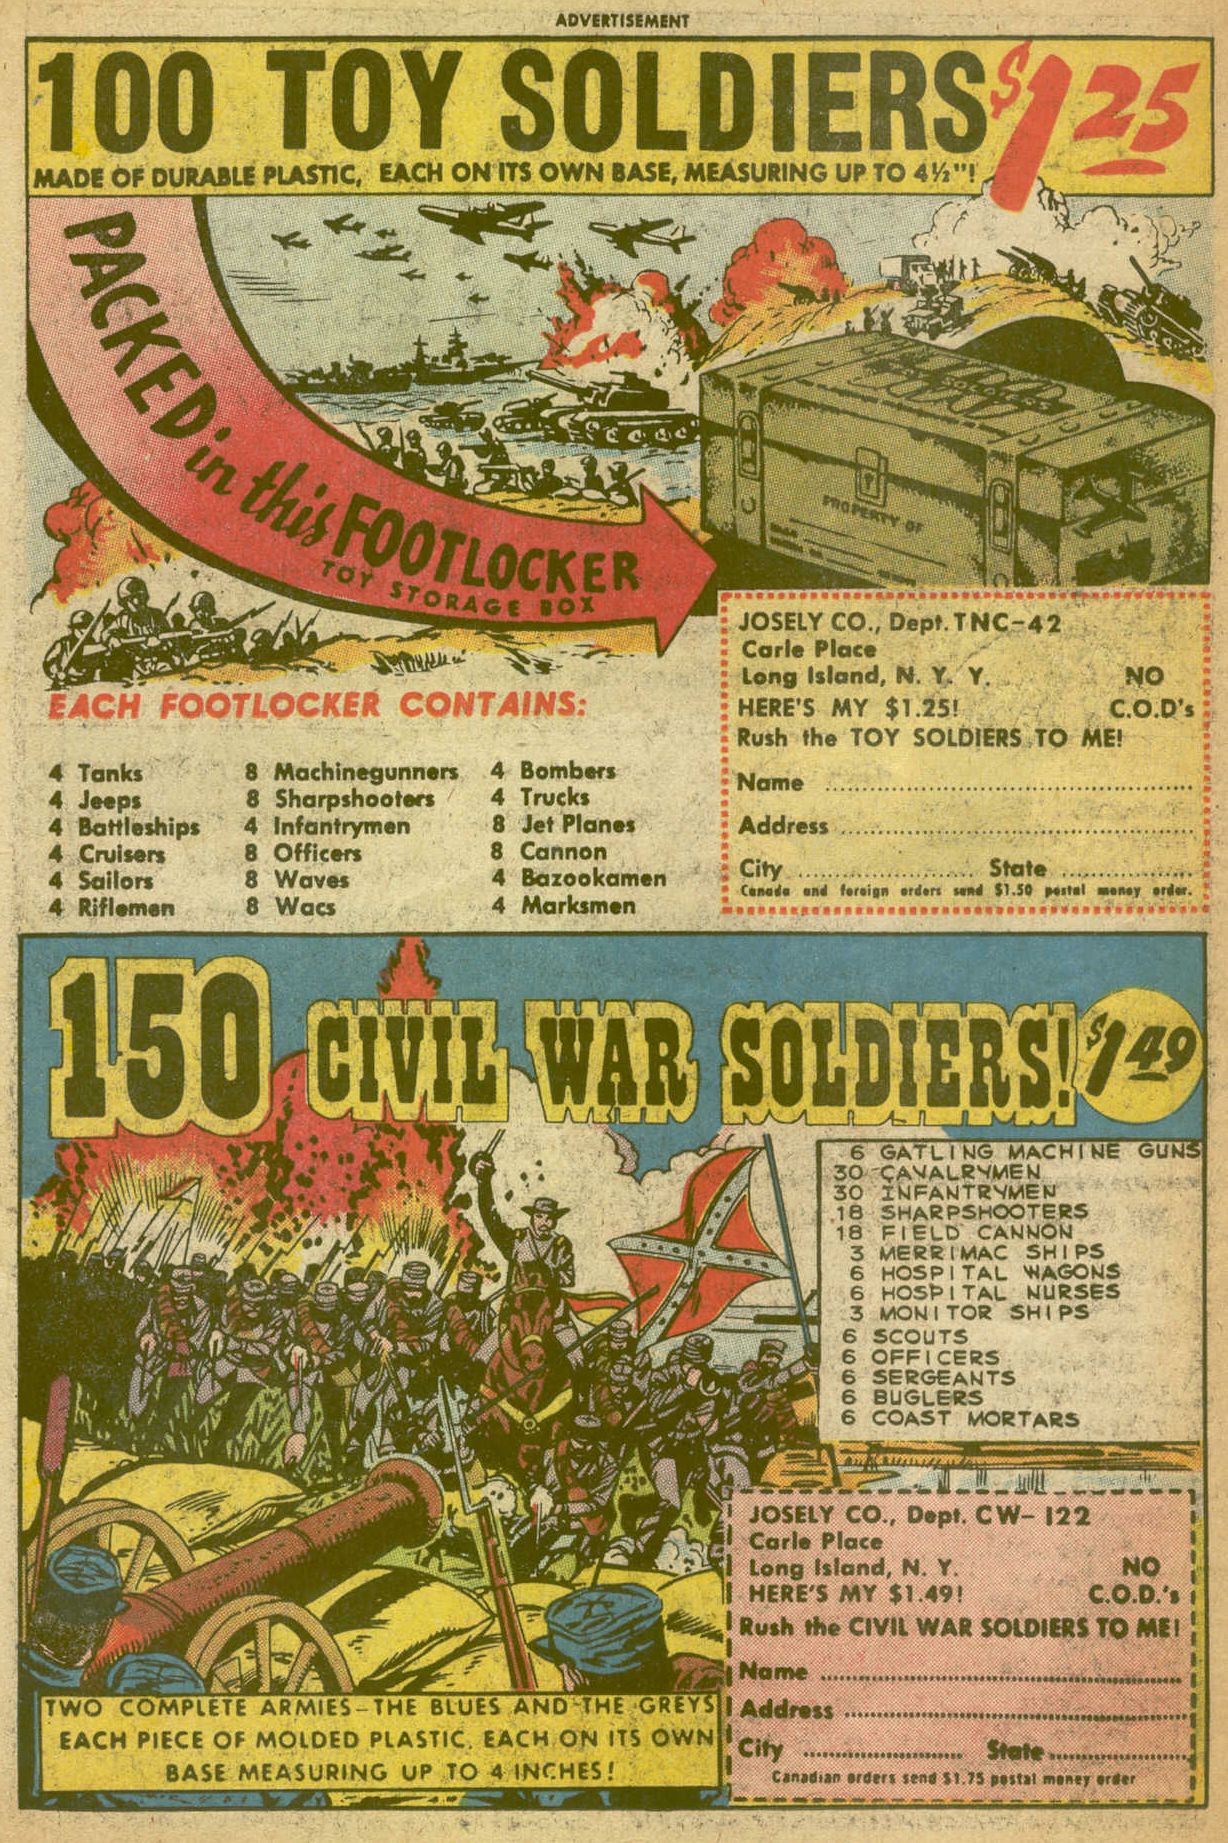 ADVERTISEMENT
100 TOY SOLDIERS $1.25
MADE OF DURABLE PLASTIC, EACH ON ITS OWN BASE, MEASURING UP TO 4½"!
PACKED in this FOOTLOCKER
TOY STORAGE BOX
100
TOY SOLDIERS
PROPERTY OF
JOSELY CO., Dept. TNC-42
Carle Place
Long Island, N. Y. Y. NO
HERE'S MY $1.25! C.O.D's
Rush the TOY SOLDIERS TO ME!
Name
Address
City State
Canada and foreign orders send $1.50 postal money order.
EACH FOOTLOCKER CONTAINS:
4 Tanks
4 Jeeps
4 Battleships
4 Cruisers
4 Sailors
4 Riflemen
8 Machinegunners
8 Sharpshooters
4 Infantrymen
8 Officers
8 Waves
8 Wacs
4 Bombers
4 Trucks
8 Jet Planes
8 Cannon
4 Bazookamen
4 Marksmen
150 CIVIL WAR SOLDIERS! $1.49
6 GATLING MACHINE GUNS
30 CAVALRYMEN
30 INFANTRYMEN
18 SHARPSHOOTERS
18 FIELD CANNON
3 MERRIMAC SHIPS
6 HOSPITAL WAGONS
6 HOSPITAL NURSES
3 MONITOR SHIPS
6 SCOUTS
6 OFFICERS
6 SERGEANTS
6 BUGLERS
6 COAST MORTARS
JOSELY CO., Dept. CW- 122
Carle Place
Long Island, N. Y. NO
HERE'S MY $1.49! C.O.D.'s
Rush the CIVIL WAR SOLDIERS TO ME!
Name
Address
City State
Canadian orders send $1.75 postal money order
TWO COMPLETE ARMIES-THE BLUES AND THE GREYS
EACH PIECE OF MOLDED PLASTIC, EACH ON ITS OWN
BASE MEASURING UP TO 4 INCHES!